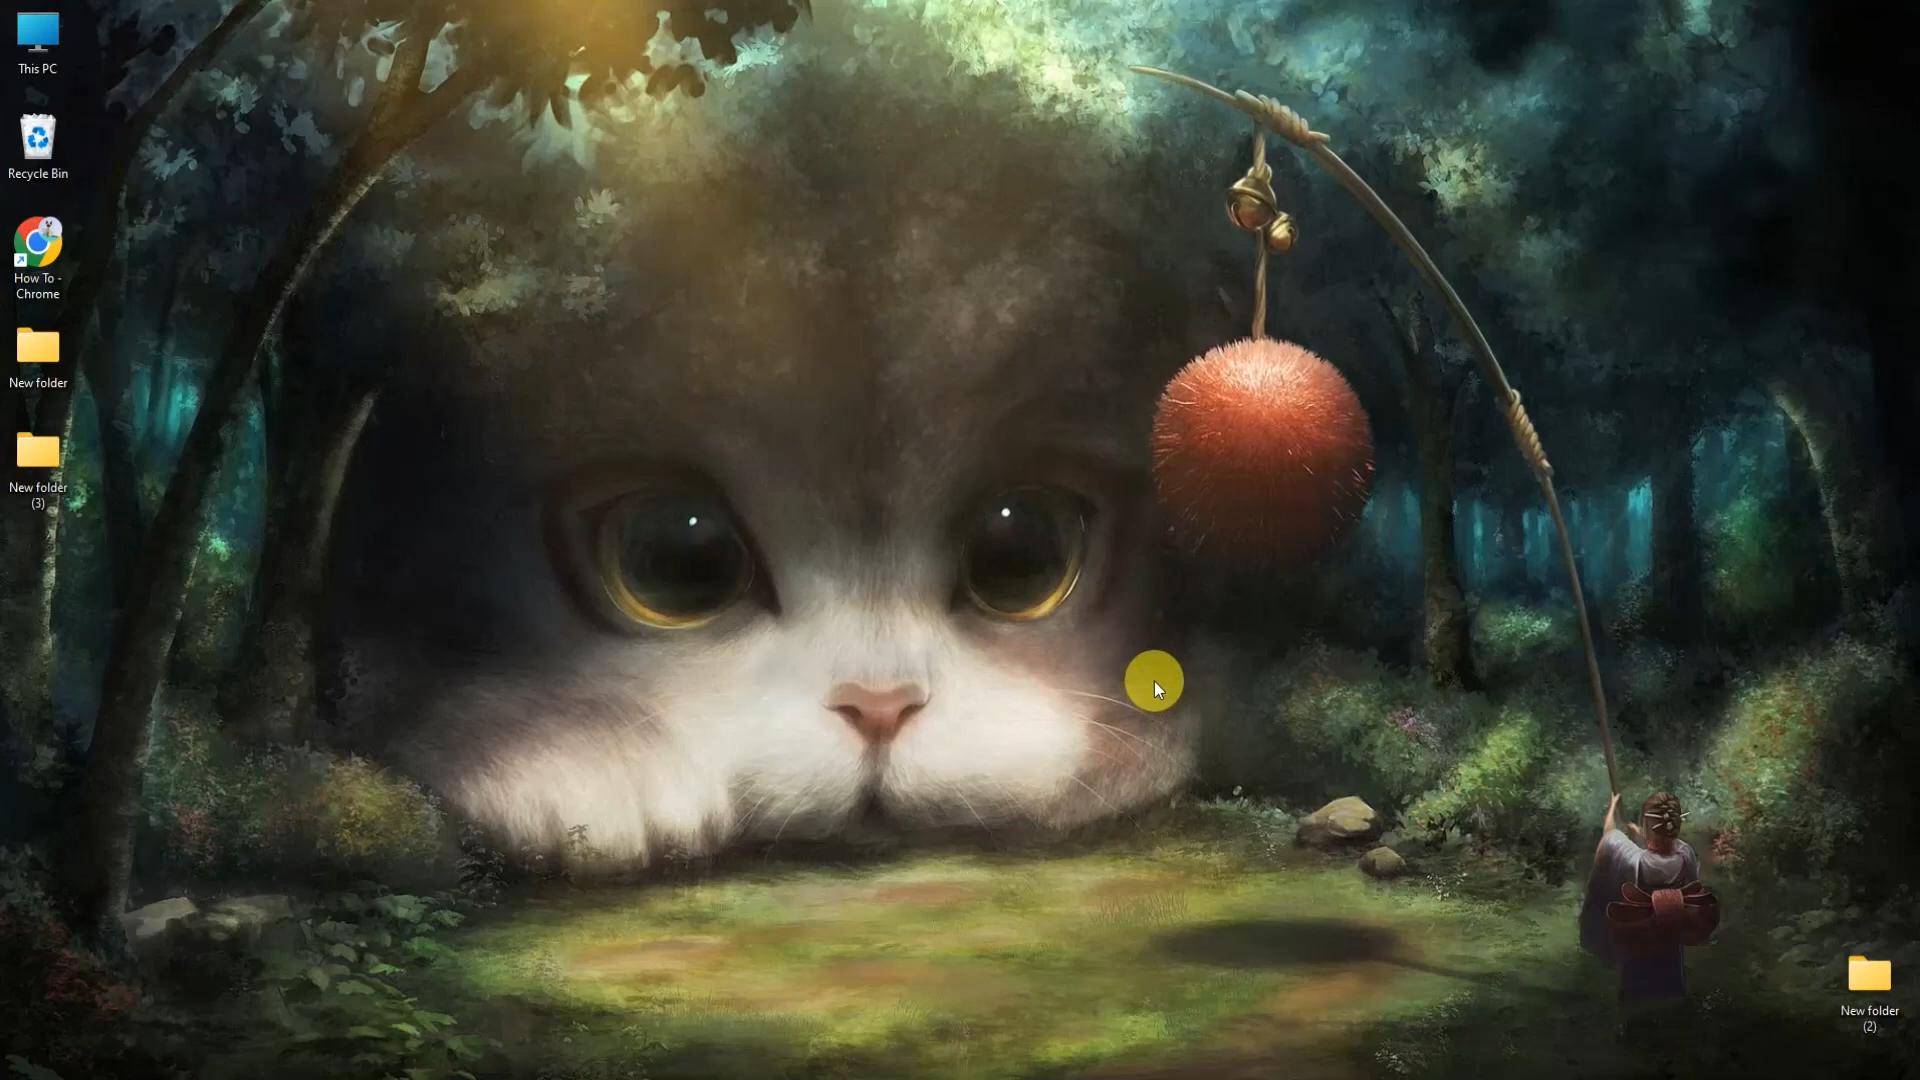 This PC
Recycle Bin
How To -
Chrome
New folder
New folder
(3)
New folder
(2)